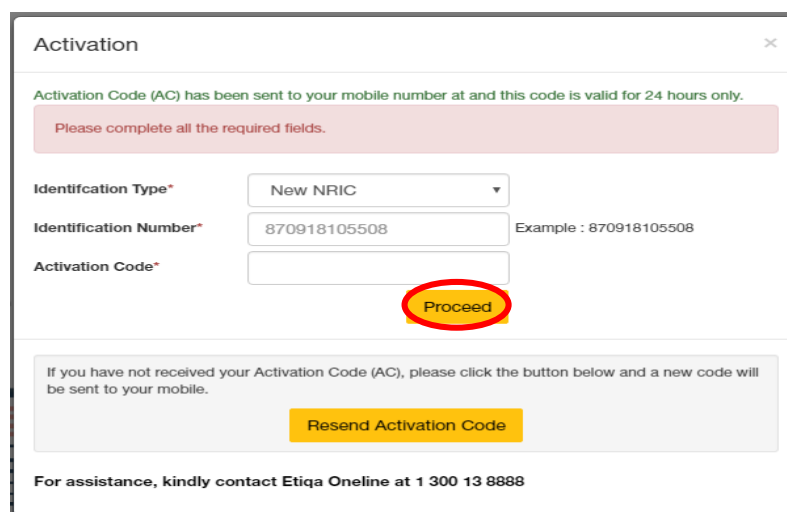 Activation
×
Activation Code (AC) has been sent to your mobile number at and this code is valid for 24 hours only.
Please complete all the required fields.
Identifcation Type* New NRIC
Identification Number* 870918105508 Example : 870918105508
Activation Code*
Proceed
If you have not received your Activation Code (AC), please click the button below and a new code will
be sent to your mobile.
Resend Activation Code
For assistance, kindly contact Etiqa Oneline at 1 300 13 8888